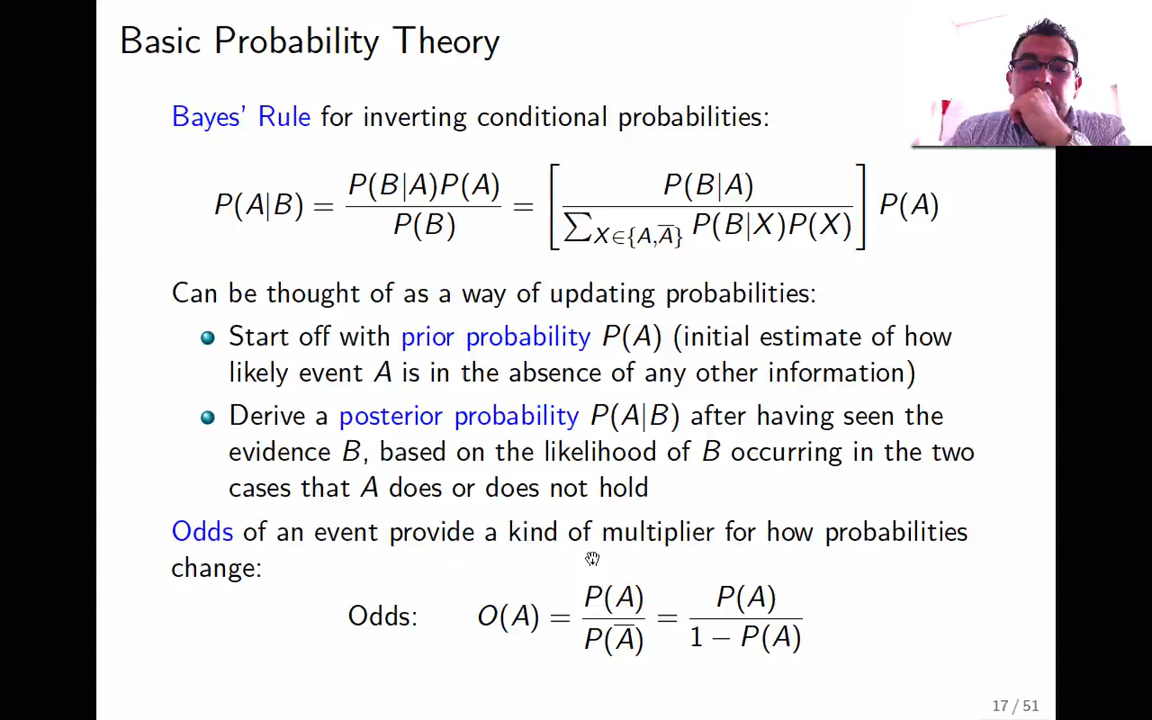 Basic Probability Theory
Bayes' Rule for inverting conditional probabilities:
P(A|B) = P(B|A)P(A) / P(B) = [ P(B|A) / ∑_{X∈{A,A̅}} P(B|X)P(X) ] P(A)
Can be thought of as a way of updating probabilities:
Start off with prior probability P(A) (initial estimate of how
likely event A is in the absence of any other information)
Derive a posterior probability P(A|B) after having seen the
evidence B, based on the likelihood of B occurring in the two
cases that A does or does not hold
Odds of an event provide a kind of multiplier for how probabilities
change:
Odds: O(A) = P(A) / P(A̅) = P(A) / 1 − P(A)
17 / 51